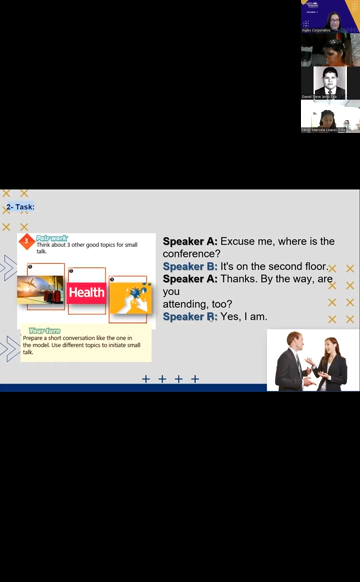 2- Task:
3
Pair work
Think about 3 other good topics for small
talk.
Health
Your turn
Prepare a short conversation like the one in
the model. Use different topics to initiate small
talk.
Speaker A: Excuse me, where is the
conference?
Speaker B: It's on the second floor.
Speaker A: Thanks. By the way, are
you
attending, too?
Speaker B: Yes, I am.